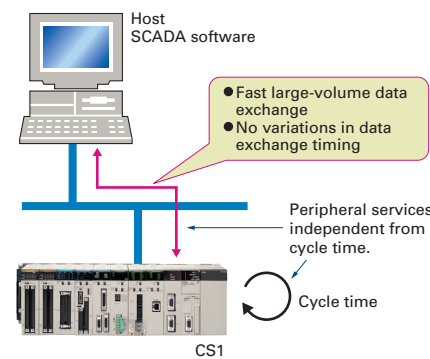 Host
SCADA software
●Fast large-volume data
exchange
●No variations in data
exchange timing
Peripheral services
independent from
cycle time.
Cycle time
CS1